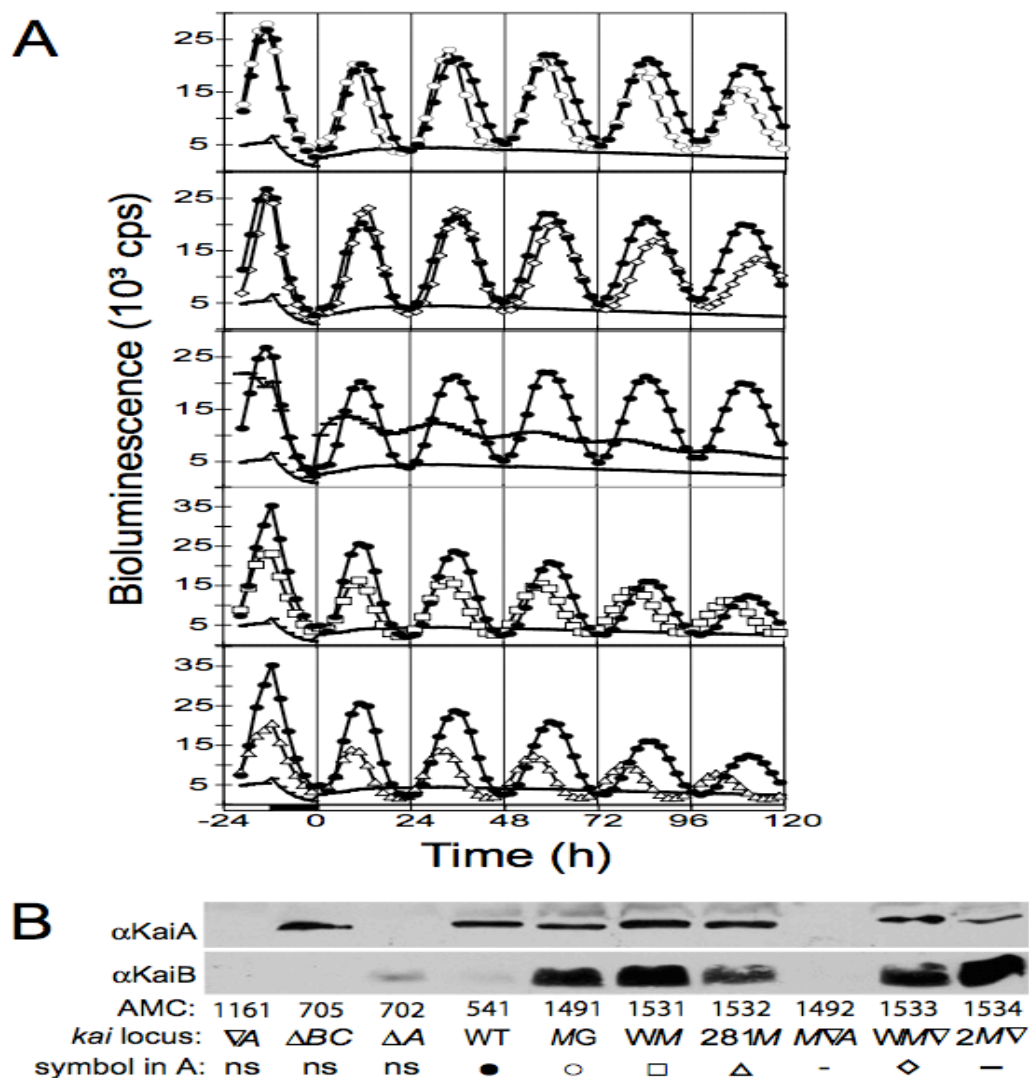 A
Bioluminescence (10³ cps)
25
15
5
25
15
5
25
15
5
35
25
15
5
35
25
15
5
-24 0 24 48 72 96 120
Time (h)
B
αKaiA
αKaiB
AMC: 1161 705 702 541 1491 1531 1532 1492 1533 1534
kai locus: ∇A ΔBC ΔA WT MG WM 281M M∇A WM∇ 2M∇
symbol in A: ns ns ns ● ○ □ △ - ◇ —